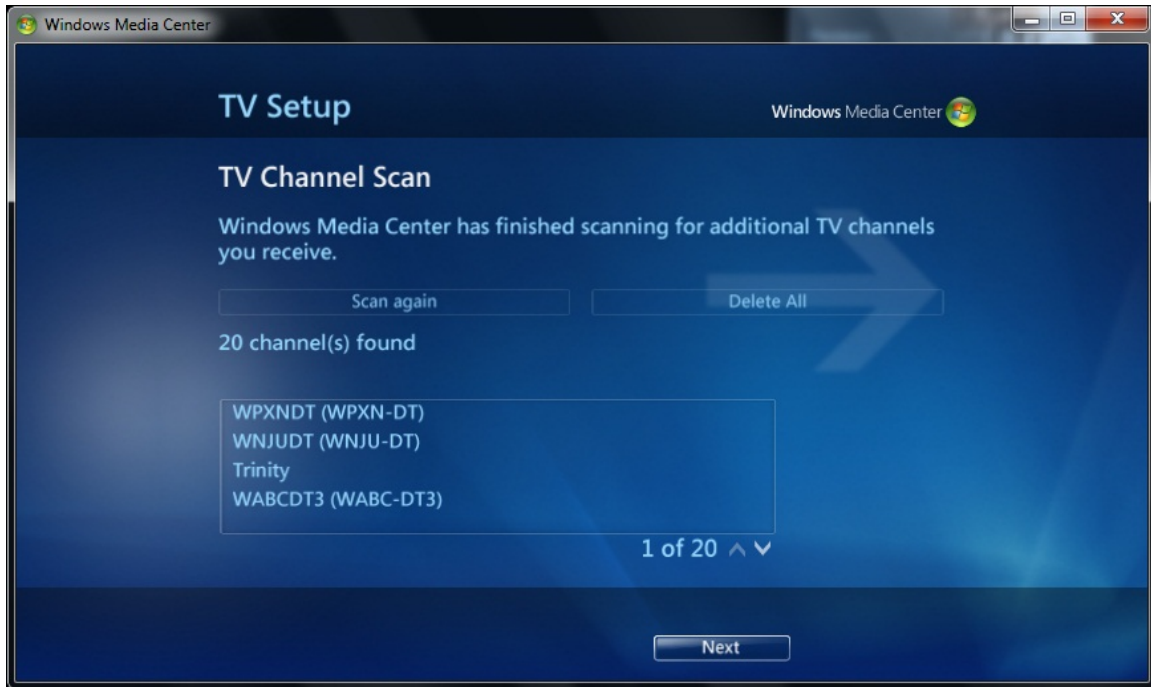 Windows Media Center
TV Setup
Windows Media Center
TV Channel Scan
Windows Media Center has finished scanning for additional TV channels
you receive.
Scan again
Delete All
20 channel(s) found
WPXNDT (WPXN-DT)
WNJUDT (WNJU-DT)
Trinity
WABCDT3 (WABC-DT3)
1 of 20
Next